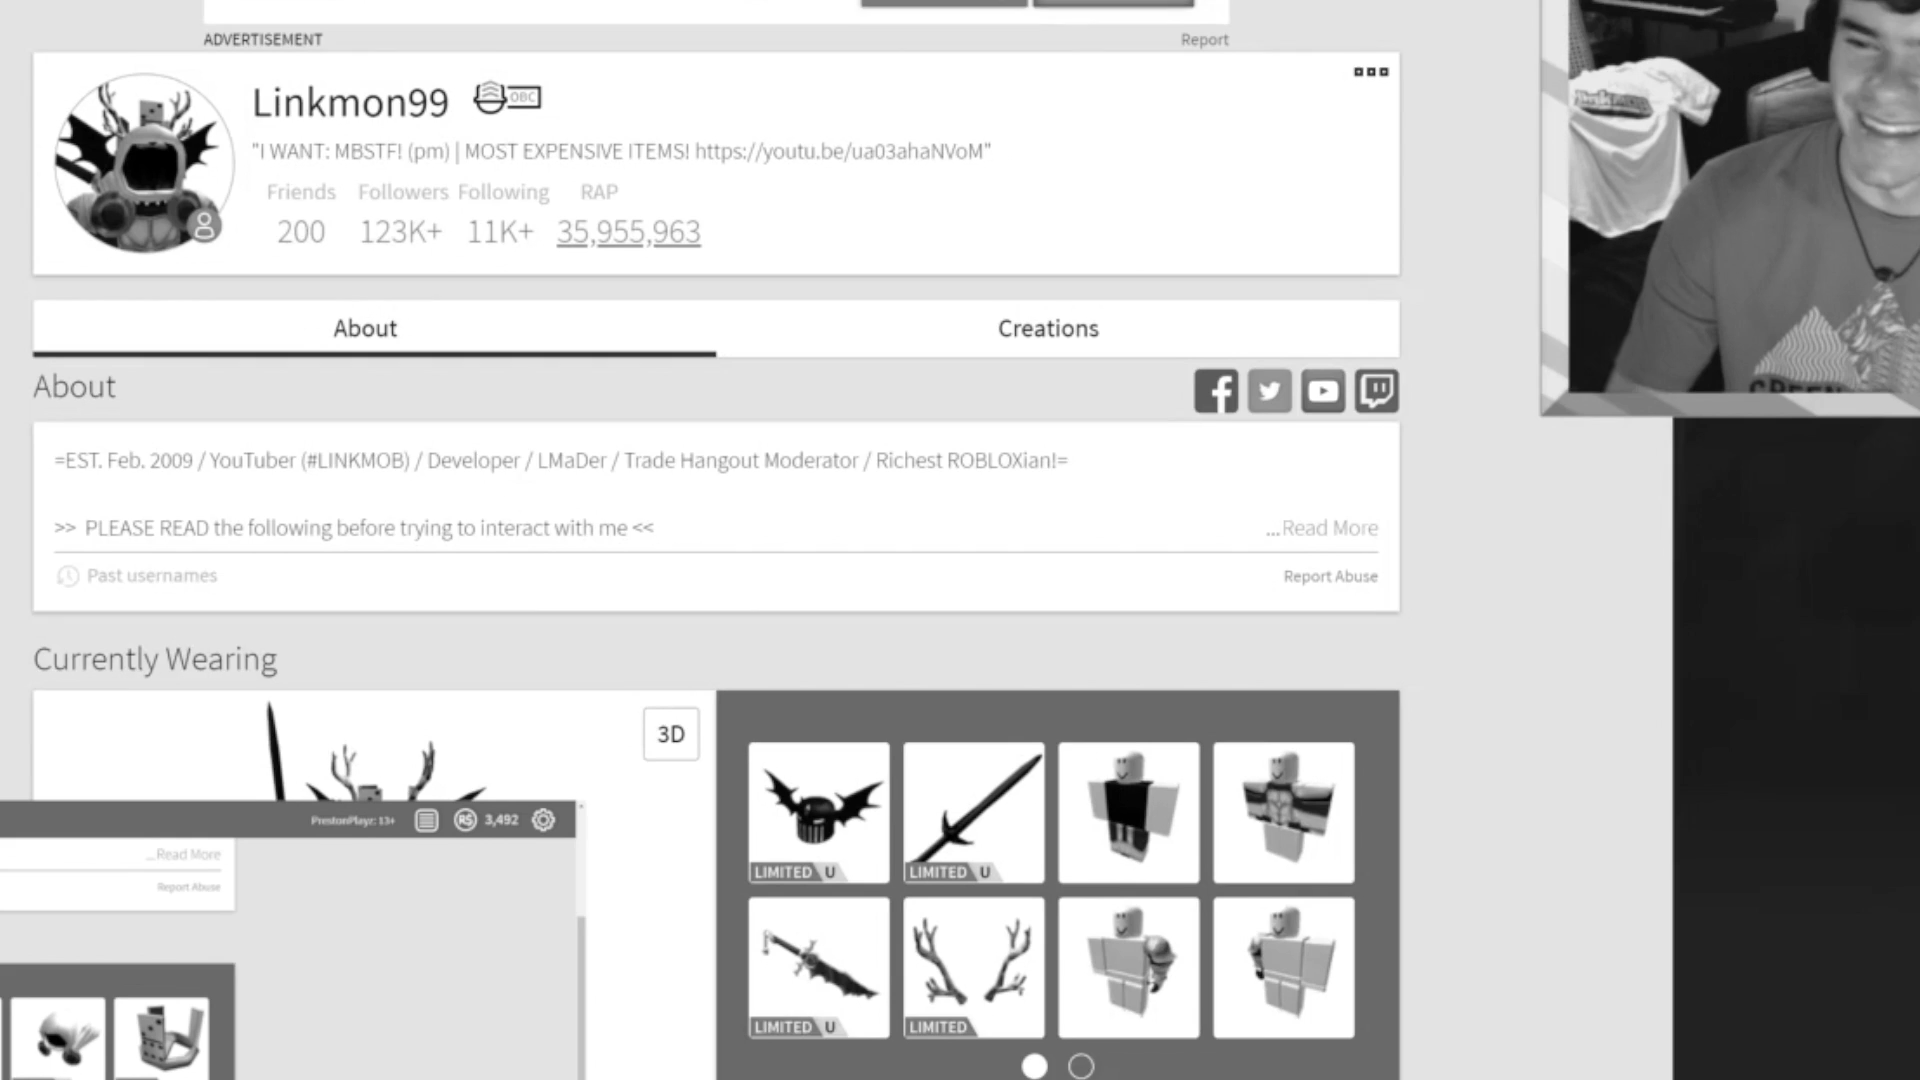 ADVERTISEMENT
Report
Linkmon99
OBC
"I WANT: MBSTF! (pm) | MOST EXPENSIVE ITEMS! https://youtu.be/ua03ahaNVoM"
Friends Followers Following RAP
200 123K+ 11K+ 35,955,963
About
Creations
About
=EST. Feb. 2009 / YouTuber (#LINKMOB) / Developer / LMaDer / Trade Hangout Moderator / Richest ROBLOXian!=
>> PLEASE READ the following before trying to interact with me <<
...Read More
Past usernames
Report Abuse
Currently Wearing
3D
LIMITED U
LIMITED U
LIMITED U
LIMITED
PrestonPlayz: 13+
R$ 3,492
...Read More
Report Abuse
GREEN